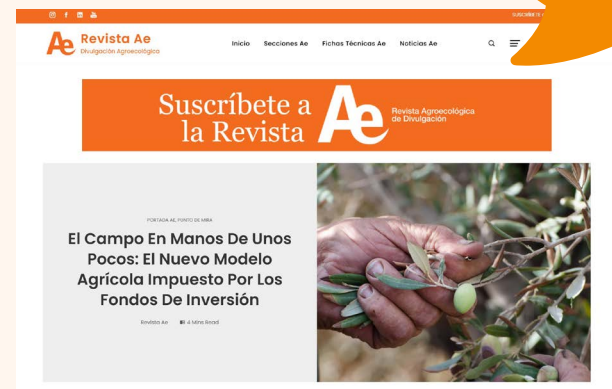 SUSCRÍBETE
Revista Ae
Divulgación Agroecológica
Inicio Secciones Ae Fichas Técnicas Ae Noticias Ae
Suscríbete a
la Revista
Ae
Revista Agroecológica
de Divulgación
PORTADA AE, PUNTO DE MIRA
El Campo En Manos De Unos
Pocos: El Nuevo Modelo
Agrícola Impuesto Por Los
Fondos De Inversión
Revista Ae 4 Mins Read